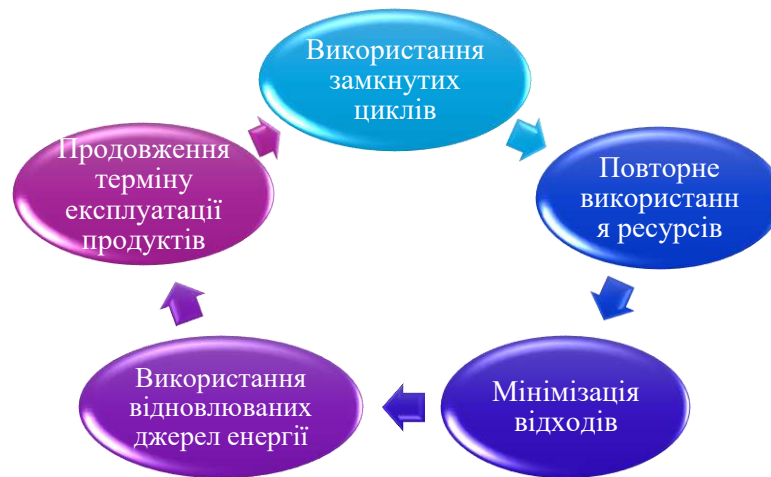 Використання
замкнутих
циклів
Повторне
використанн
я ресурсів
Мінімізація
відходів
Використання
відновлюваних
джерел енергії
Продовження
терміну
експлуатації
продуктів